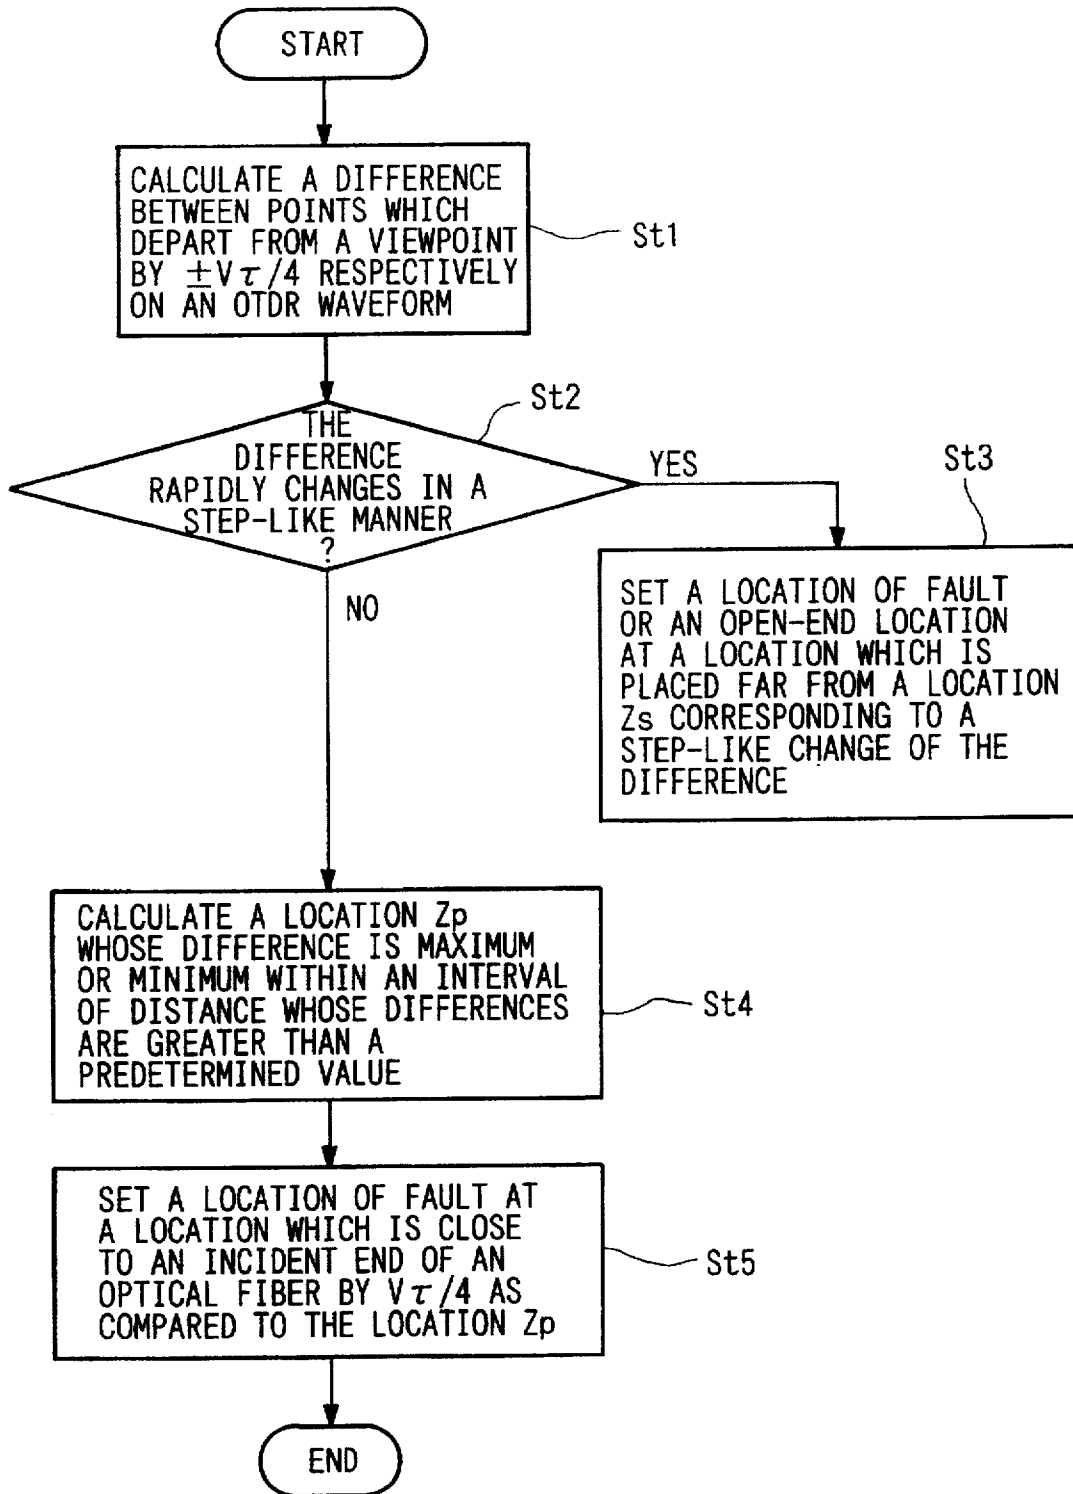 START
CALCULATE A DIFFERENCE
BETWEEN POINTS WHICH
DEPART FROM A VIEWPOINT
BY ±Vτ/4 RESPECTIVELY
ON AN OTDR WAVEFORM
St1
THE
DIFFERENCE
RAPIDLY CHANGES IN A
STEP-LIKE MANNER
?
St2
YES
NO
St3
SET A LOCATION OF FAULT
OR AN OPEN-END LOCATION
AT A LOCATION WHICH IS
PLACED FAR FROM A LOCATION
Zs CORRESPONDING TO A
STEP-LIKE CHANGE OF THE
DIFFERENCE
CALCULATE A LOCATION Zp
WHOSE DIFFERENCE IS MAXIMUM
OR MINIMUM WITHIN AN INTERVAL
OF DISTANCE WHOSE DIFFERENCES
ARE GREATER THAN A
PREDETERMINED VALUE
St4
SET A LOCATION OF FAULT AT
A LOCATION WHICH IS CLOSE
TO AN INCIDENT END OF AN
OPTICAL FIBER BY Vτ/4 AS
COMPARED TO THE LOCATION Zp
St5
END